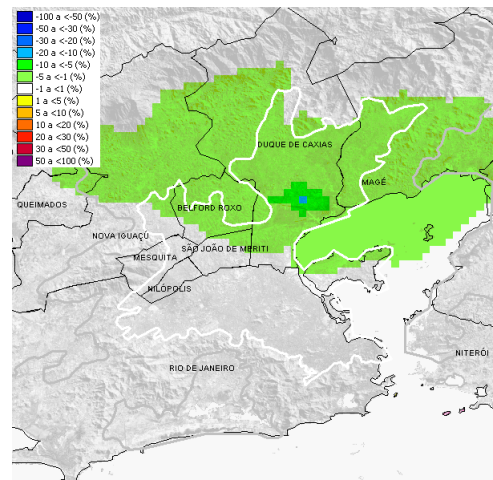 -100 a <-50 (%)
-50 a <-30 (%)
-30 a <-20 (%)
-20 a <-10 (%)
-10 a <-5 (%)
-5 a <-1 (%)
-1 a <1 (%)
1 a <5 (%)
5 a <10 (%)
10 a <20 (%)
20 a <30 (%)
30 a <50 (%)
50 a <100 (%)
DUQUE DE CAXIAS
MAGÉ
QUEIMADOS
BELFORD ROXO
NOVA IGUAÇÚ
SÃO JOÃO DE MERITI
MESQUITA
NILÓPOLIS
NITERÓI
RIO DE JANEIRO